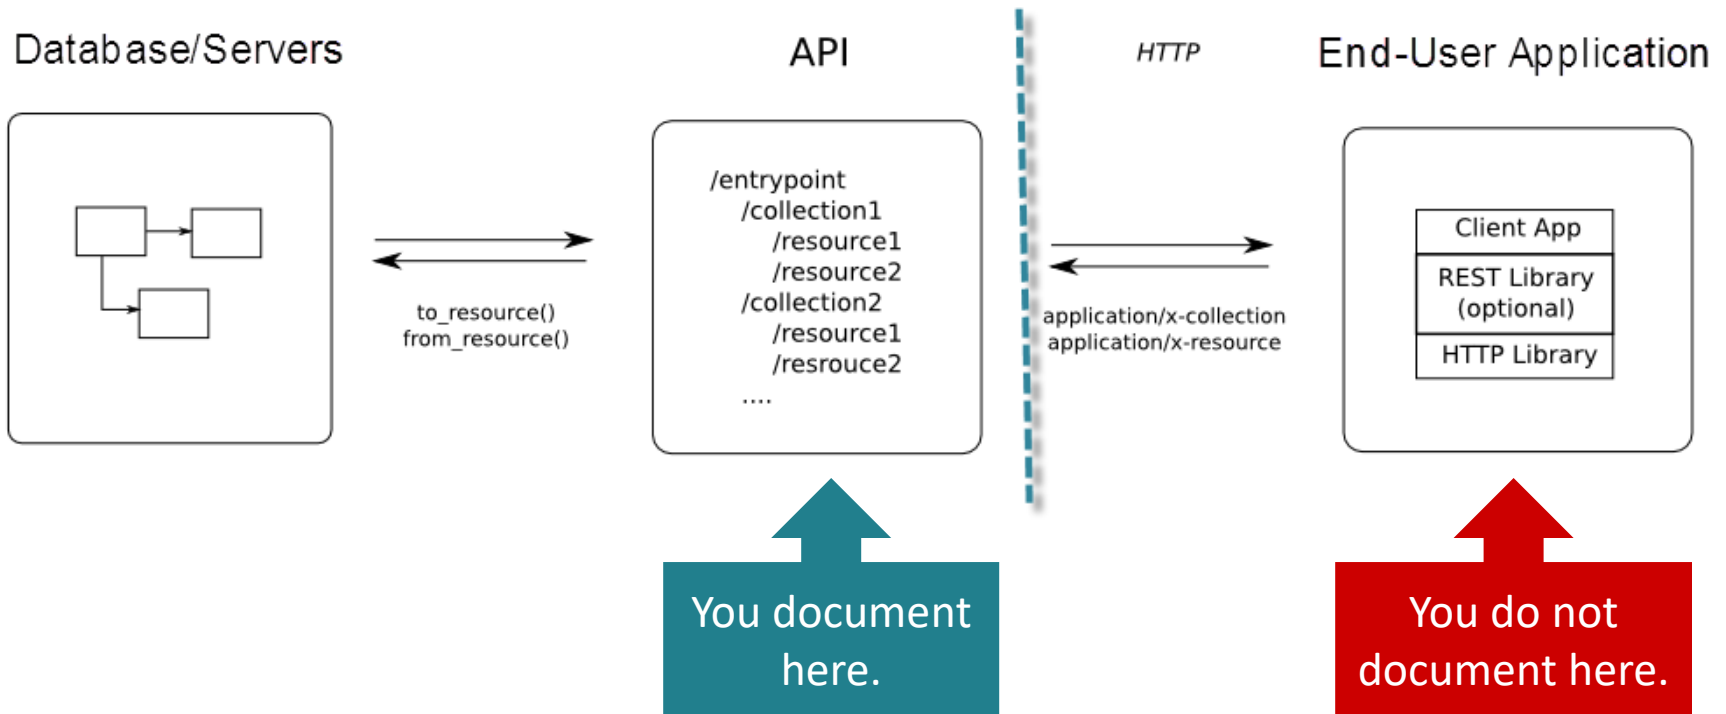 Database/Servers
API
HTTP
End-User Application
/entrypoint
/collection1
/resource1
/resource2
/collection2
/resource1
/resrouce2
....
to_resource()
from_resource()
application/x-collection
application/x-resource
Client App
REST Library
(optional)
HTTP Library
You document
here.
You do not
document here.